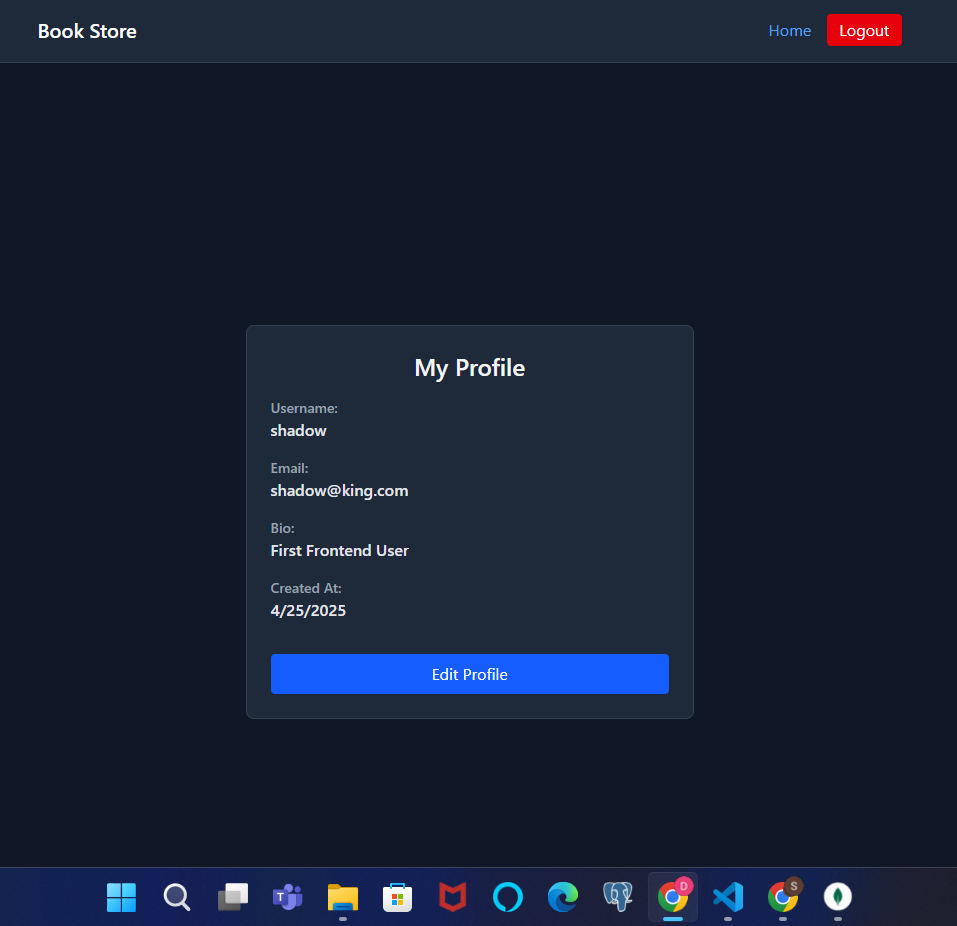 Book Store
Home
Logout
My Profile
Username:
shadow
Email:
shadow@king.com
Bio:
First Frontend User
Created At:
4/25/2025
Edit Profile
T
D
S